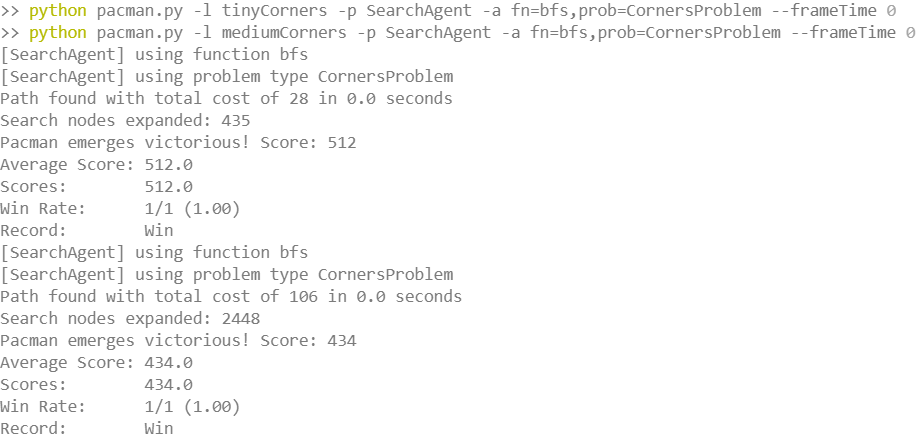 >> python pacman.py -l tinyCorners -p SearchAgent -a fn=bfs,prob=CornersProblem --frameTime 0
>> python pacman.py -l mediumCorners -p SearchAgent -a fn=bfs,prob=CornersProblem --frameTime 0
[SearchAgent] using function bfs
[SearchAgent] using problem type CornersProblem
Path found with total cost of 28 in 0.0 seconds
Search nodes expanded: 435
Pacman emerges victorious! Score: 512
Average Score: 512.0
Scores:        512.0
Win Rate:      1/1 (1.00)
Record:        Win
[SearchAgent] using function bfs
[SearchAgent] using problem type CornersProblem
Path found with total cost of 106 in 0.0 seconds
Search nodes expanded: 2448
Pacman emerges victorious! Score: 434
Average Score: 434.0
Scores:        434.0
Win Rate:      1/1 (1.00)
Record:        Win